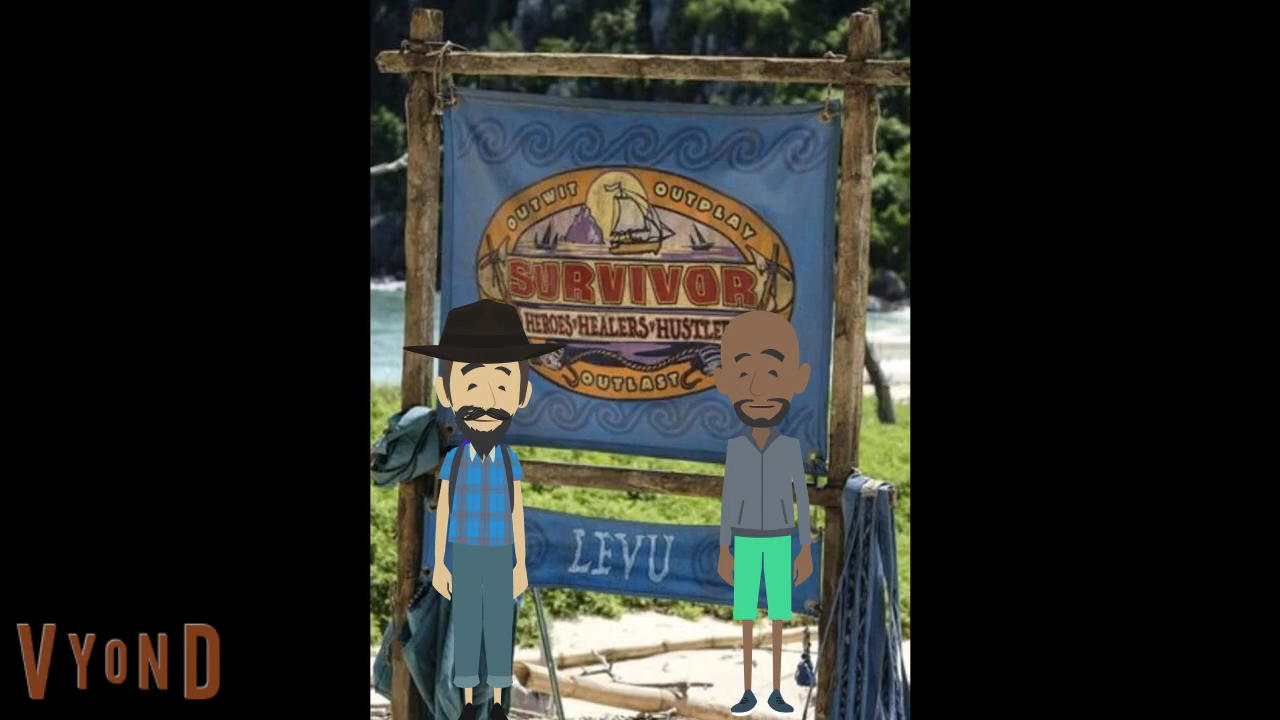 OUTWIT OUTPLAY
SURVIVOR
HEROES HEALERS HUSTLE
OUTLAST
LEVU
VYOND